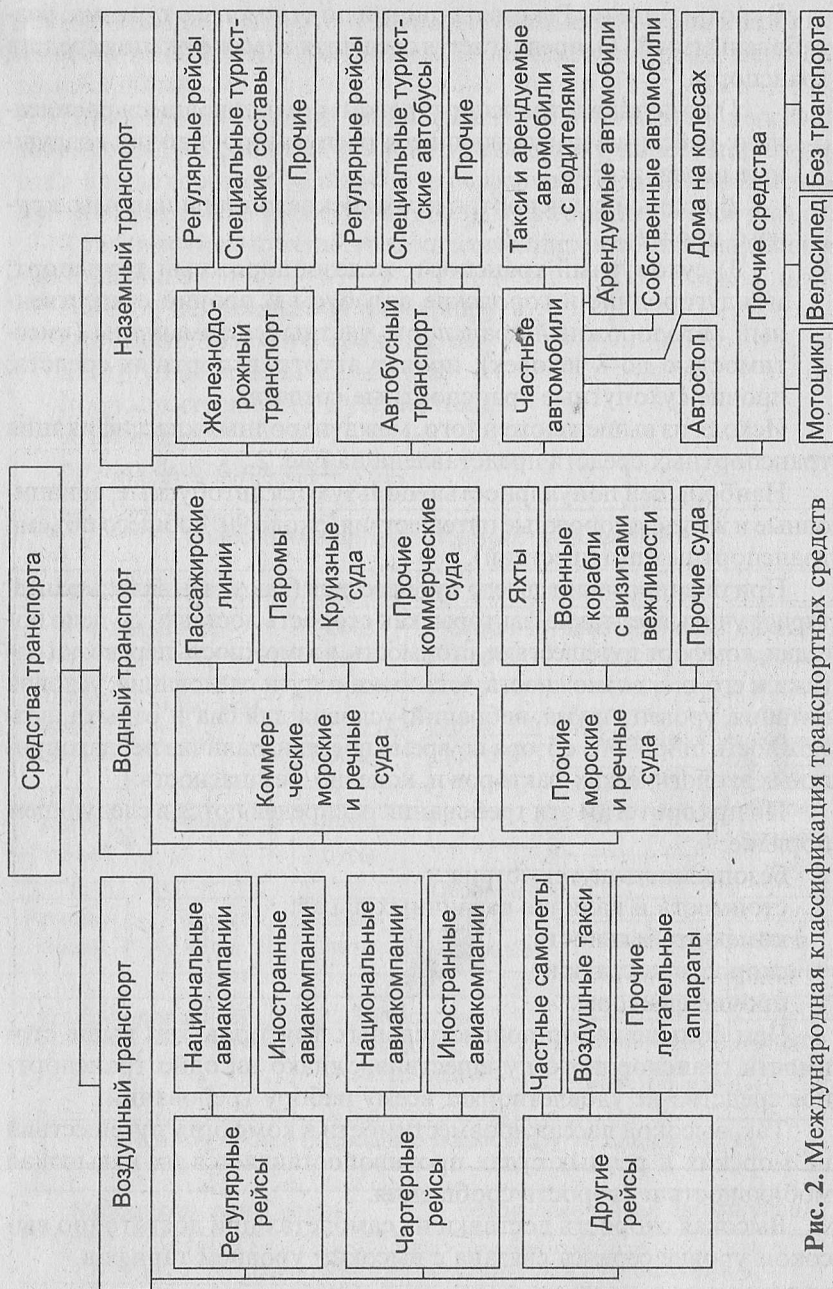 Средства транспорта
Воздушный транспорт
Регулярные
рейсы
Национальные
авиакомпании
Иностраные
авиакомпании
Чартерные
рейсы
Национальные
авиакомпании
Иностраные
авиакомпании
Другие
рейсы
Частные самолеты
Воздушные такси
Прочие
летательные
аппараты
Водный транспорт
Коммер-
ческие
морские
и речные
суда
Пассажирские
линии
Паромы
Круизные
суда
Прочие
коммерческие
суда
Прочие
морские
и речные
суда
Яхты
Военные
корабли
с визитами
вежливости
Прочие суда
Наземный транспорт
Железнодо-
рожный
транспорт
Регулярные рейсы
Специальные турист-
ские составы
Прочие
Автобусный
транспорт
Регулярные рейсы
Специальные турист-
ские автобусы
Прочие
Частные
автомобили
Такси и арендуемые
автомобили
с водителями
Арендуемые автомобили
Собственные автомобили
Автостоп
Дома на колесах
Прочие средства
Мотоцикл
Велосипед
Без транспорта
Рис. 2. Международная классификация транспортных средств